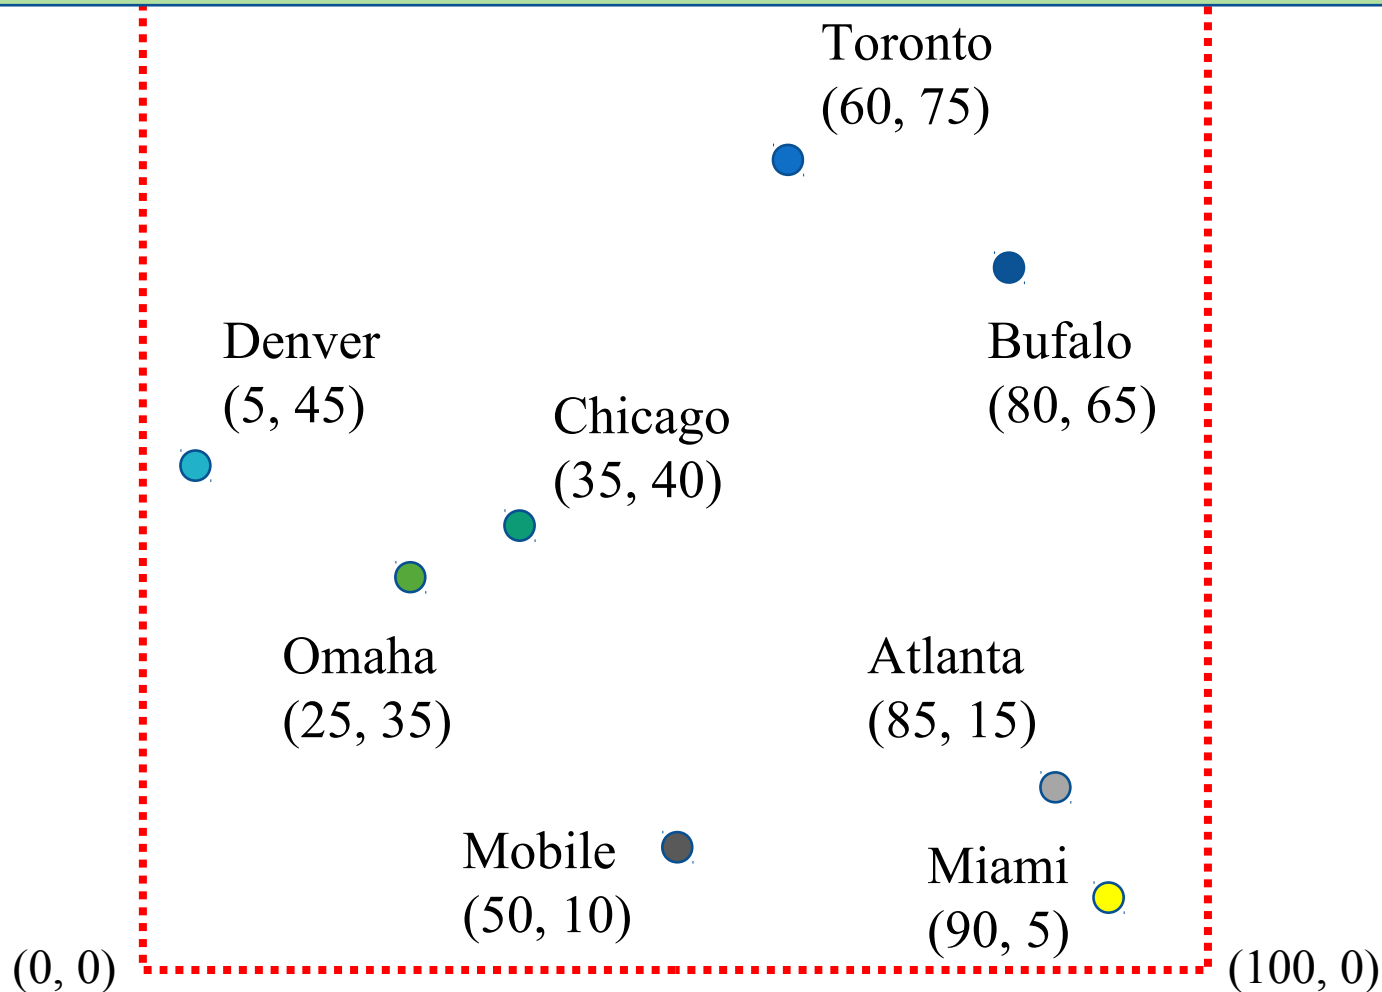 Toronto
(60, 75)
Denver
(5, 45)
Bufalo
(80, 65)
Chicago
(35, 40)
Omaha
(25, 35)
Atlanta
(85, 15)
Mobile
(50, 10)
Miami
(90, 5)
(0, 0)
(100, 0)